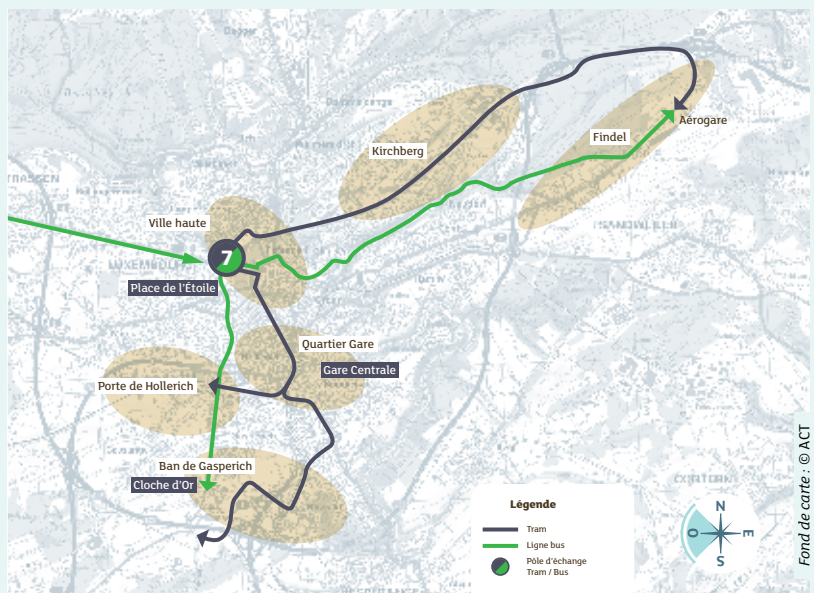 Aérogare
Findel
Kirchberg
Ville haute
7
Place de l'Étoile
Quartier Gare
Gare Centrale
Porte de Hollerich
Ban de Gasperich
Cloche d'Or
Légende
Tram
Ligne bus
Pôle d'échange
Tram / Bus
N
E
S
O
Fond de carte : © ACT